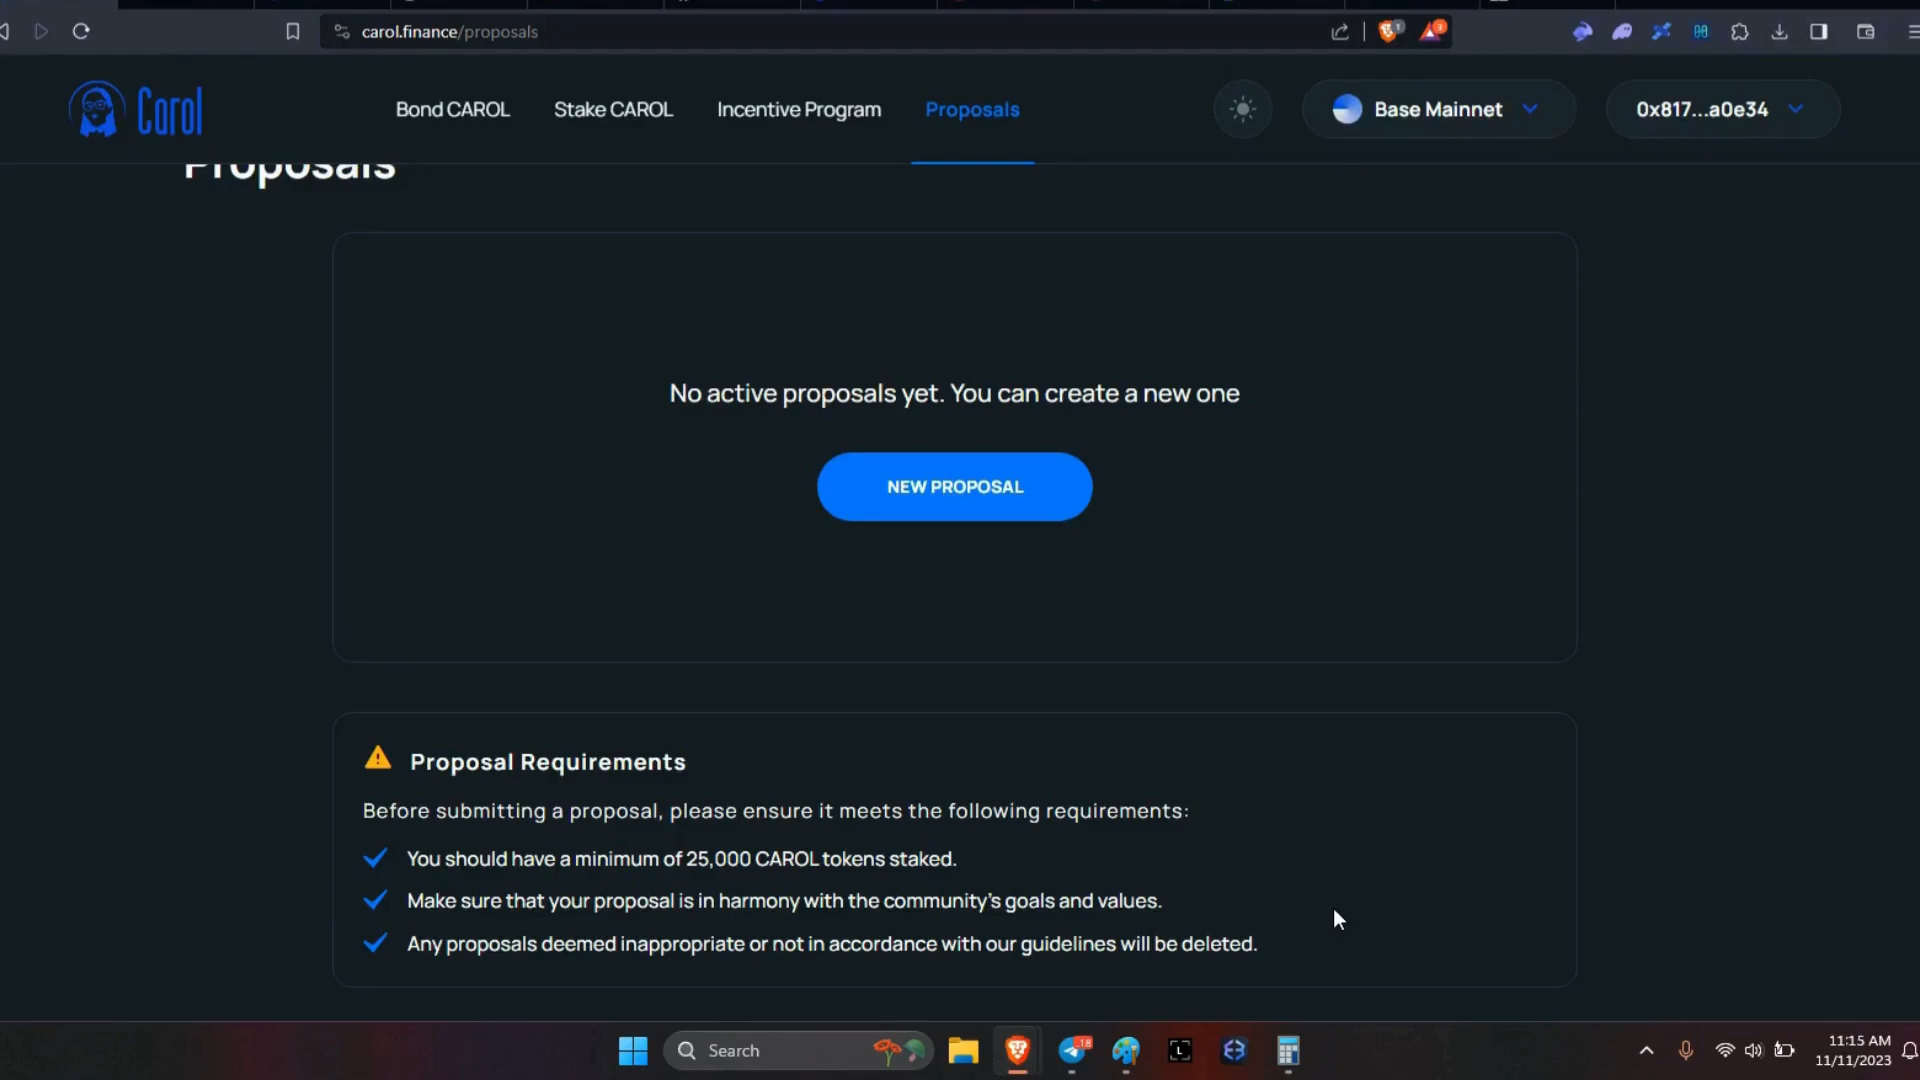 carol.finance/proposals
1
3
Carol
Bond CAROL
Stake CAROL
Incentive Program
Proposals
Base Mainnet
0x817...a0e34
Proposals
No active proposals yet. You can create a new one
NEW PROPOSAL
Proposal Requirements
Before submitting a proposal, please ensure it meets the following requirements:
You should have a minimum of 25,000 CAROL tokens staked.
Make sure that your proposal is in harmony with the community's goals and values.
Any proposals deemed inappropriate or not in accordance with our guidelines will be deleted.
Search
18
L
11:15 AM
11/11/2023